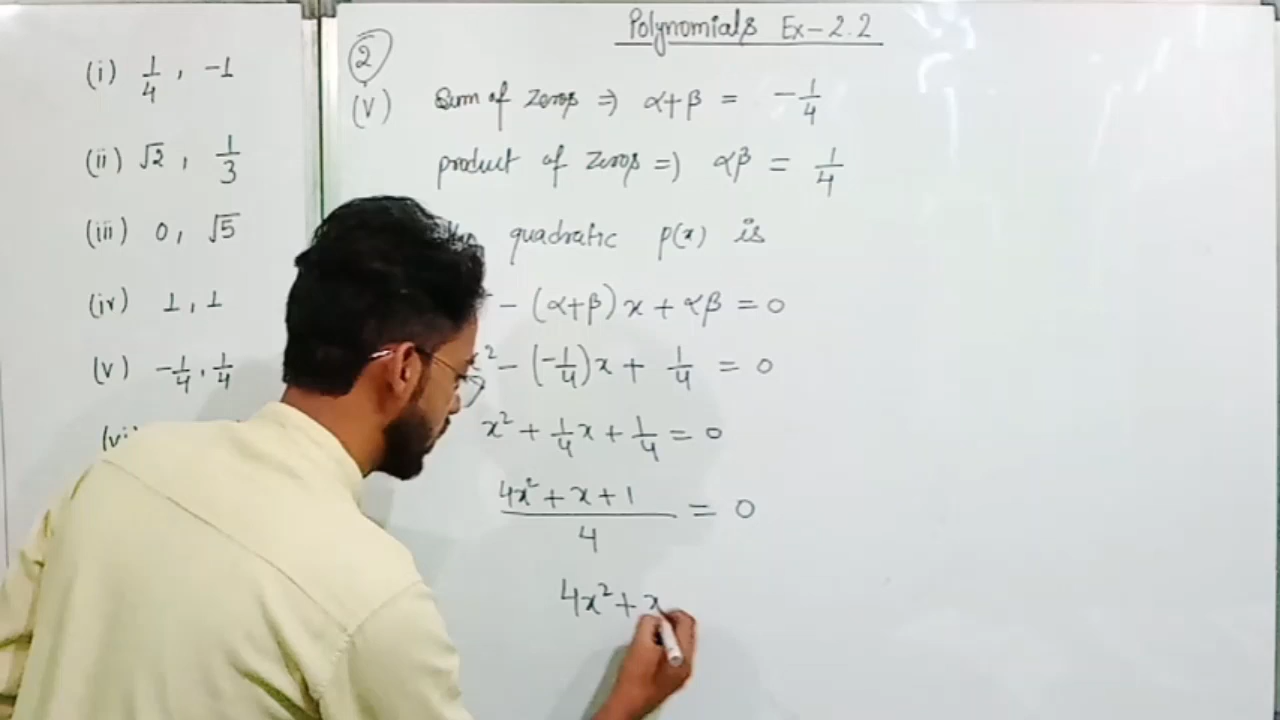 Polynomials Ex-2.2
(i) 1/4 , -1
(ii) √2 , 1/3
(iii) 0 , √5
(iv) 1 , 1
(v) -1/4 , 1/4
(vi
2
(V) Sum of Zeros ⇒ α+β = -1/4
product of Zeros ⇒ αβ = 1/4
quadratic p(x) is
- (α+β)x + αβ = 0
x² - (-1/4)x + 1/4 = 0
x² + 1/4 x + 1/4 = 0
4x² + x + 1 / 4 = 0
4x² + x